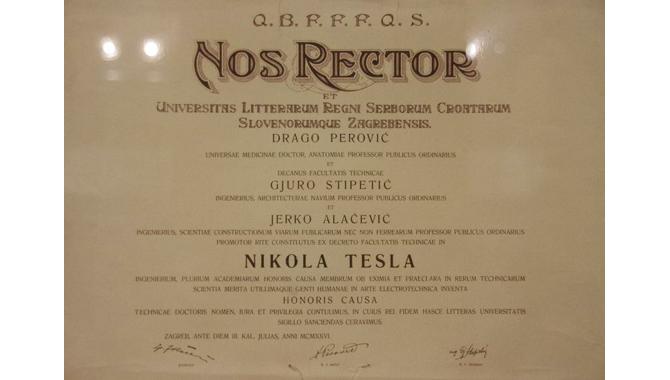 Q. B. F. F. F. Q. S.
NOS RECTOR
ET
UNIVERSITAS LITTERARUM REGNI SERBORUM CROATARUM
SLOVENORUMQUE ZAGREBENSIS.
DRAGO PEROVIĆ
UNIVERSAE MEDICINAE DOCTOR, ANATOMIAE PROFESSOR PUBLICUS ORDINARIUS
ET
DECANUS FACULTATIS TECHNICAE
GJURO STIPETIĆ
INGENIERIUS, ARCHITECTURAE NAVIUM PROFESSOR PUBLICUS ORDINARIUS
ET
JERKO ALAČEVIĆ
INGENIERIUS, SCIENTIAE CONSTRUCTIONUM VIARUM PUBLICARUM NEC NON FERREARUM PROFESSOR PUBLICUS ORDINARIUS
PROMOTOR RITE CONSTITUTUS EX DECRETO FACULTATIS TECHNICAE IN
NIKOLA TESLA
INGENIERIUM, PLURIUM ACADEMIARUM HONORIS CAUSA MEMBRUM OB EXIMIA ET PRAECLARA IN RERUM TECHNICARUM
SCIENTIA MERITA UTILLIMAQUE GENTI HUMANAE IN ARTE ELECTROTECHNICA INVENTA
HONORIS CAUSA
TECHNICAE DOCTORIS NOMEN, IURA ET PRIVILEGIA CONTULIMUS, IN CUIUS REI FIDEM HASCE LITTERAS UNIVERSITATIS
SIGILLO SANCIENDAS CURAVIMUS.
ZAGREB, ANTE DIEM III. KAL. JULIAS, ANNI MCMXXVI.